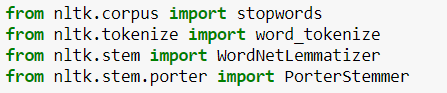 from nltk.corpus import stopwords
from nltk.tokenize import word_tokenize
from nltk.stem import WordNetLemmatizer
from nltk.stem.porter import PorterStemmer